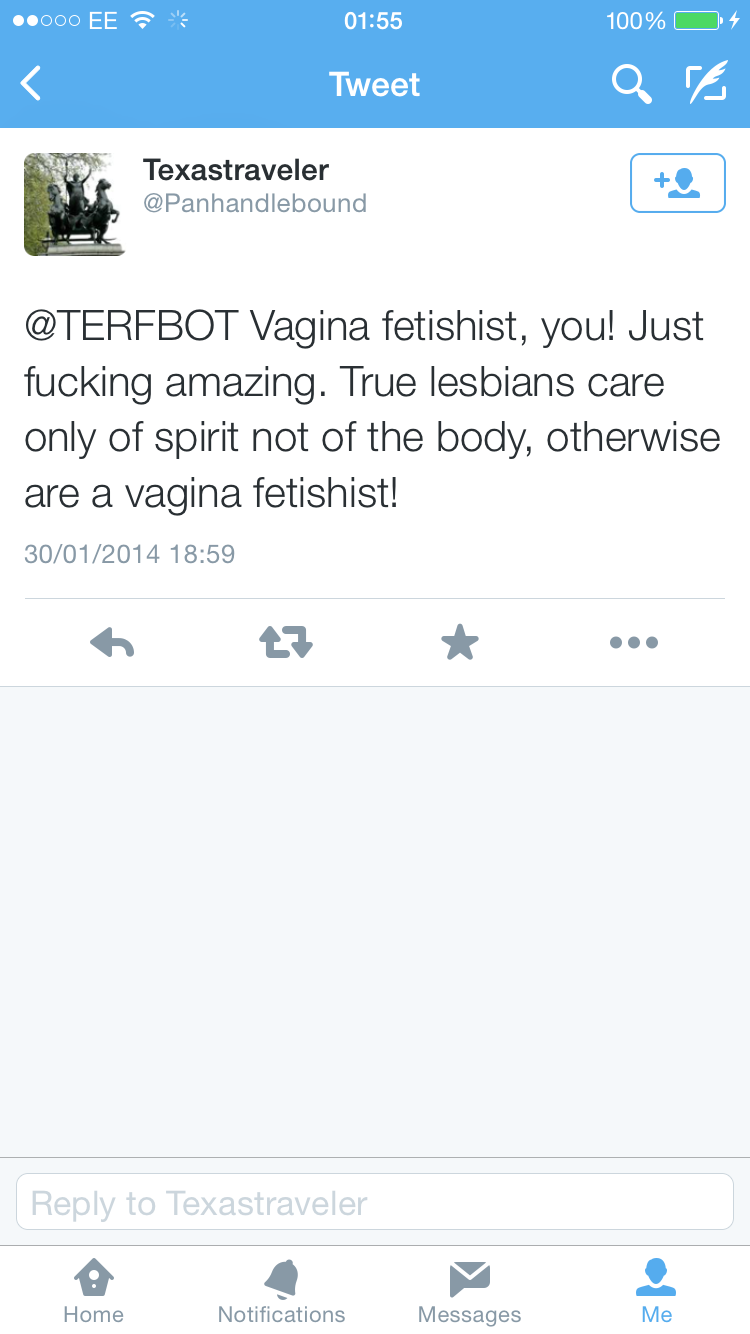 EE 01:55 100%
Tweet
Texastraveler
@Panhandlebound
@TERFBOT Vagina fetishist, you! Just
fucking amazing. True lesbians care
only of spirit not of the body, otherwise
are a vagina fetishist!
30/01/2014 18:59
Reply to Texastraveler
Home Notifications Messages Me